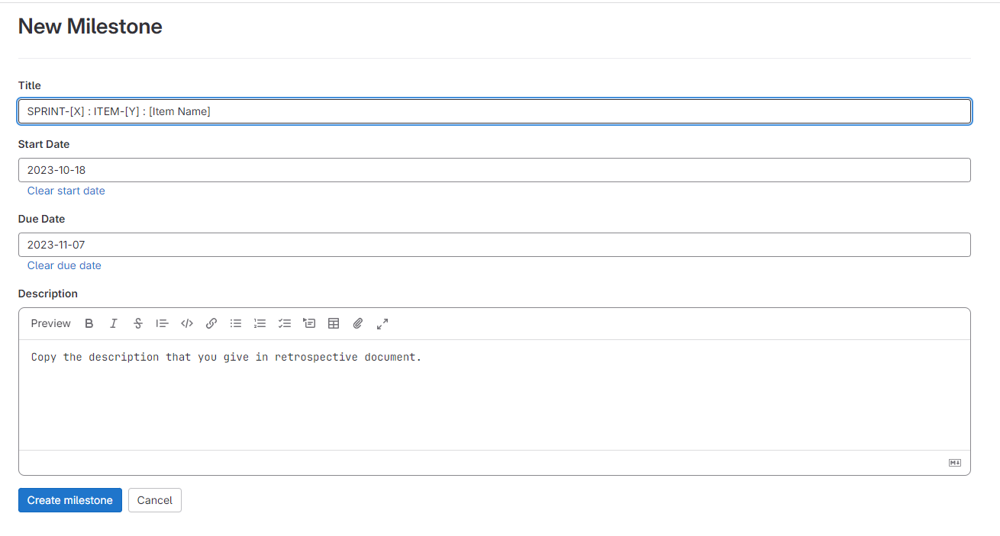 New Milestone
Title
SPRINT-[X] : ITEM-[Y] : [Item Name]
Start Date
2023-10-18
Clear start date
Due Date
2023-11-07
Clear due date
Description
Preview
Copy the description that you give in retrospective document.
Create milestone Cancel